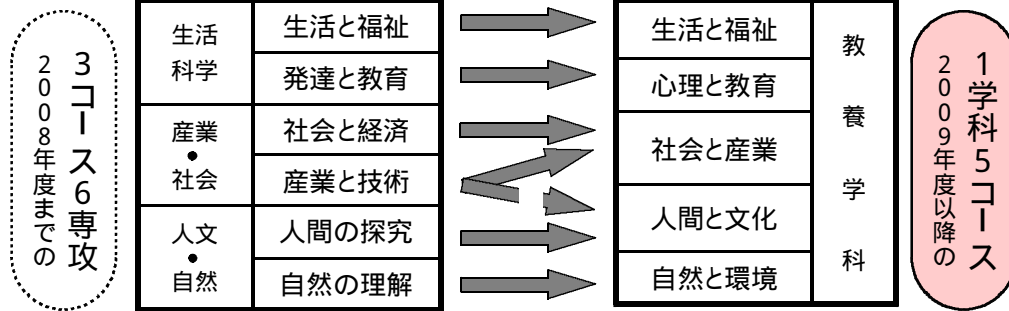 2008年度までの
3コース6専攻
生活
科学
生活と福祉
発達と教育
産業
●
社会
社会と経済
産業と技術
人文
●
自然
人間の探究
自然の理解
生活と福祉
心理と教育
社会と産業
人間と文化
自然と環境
教養学科
2009年度以降の
1学科5コース